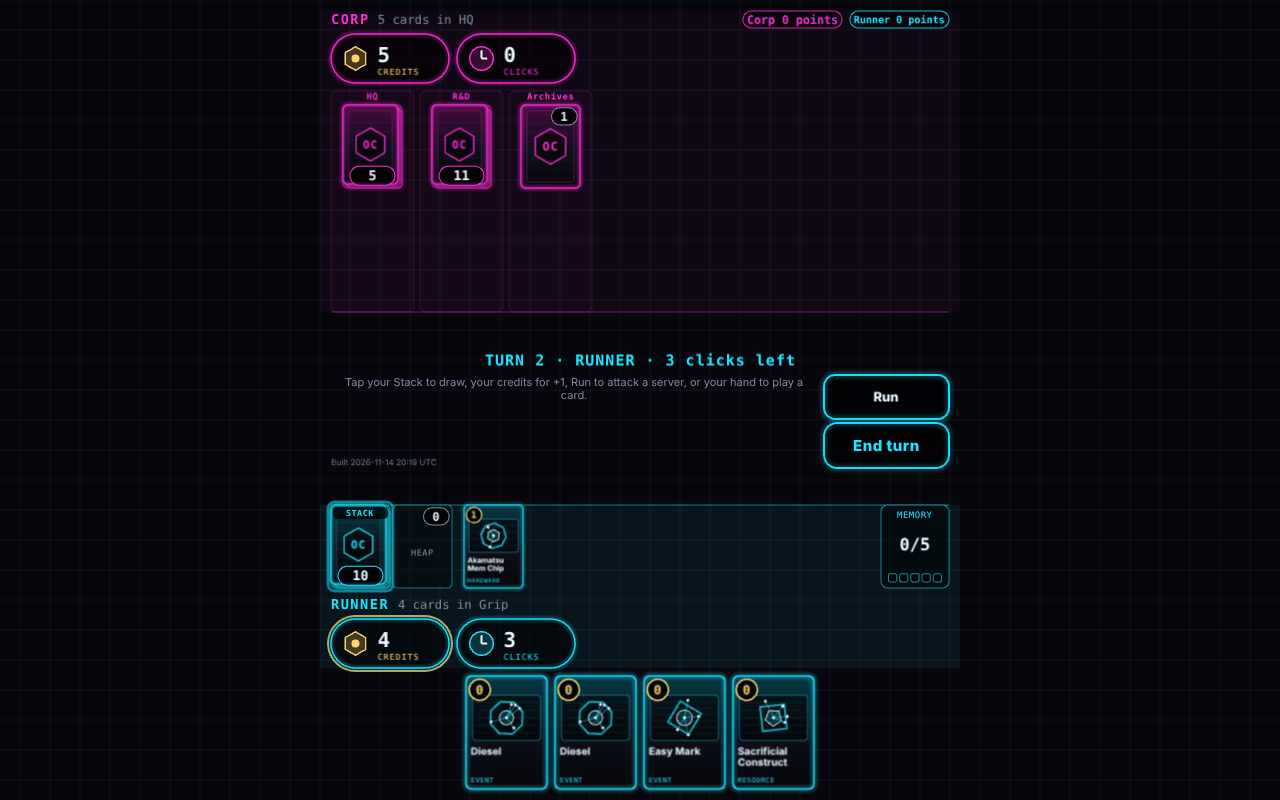 CORP 5 cards in HQ
Corp 0 points
Runner 0 points
5
CREDITS
0
CLICKS
HQ
R&D
Archives
OC
5
OC
11
1
OC
TURN 2 · RUNNER · 3 clicks left
Tap your Stack to draw, your credits for +1, Run to attack a server, or your hand to play a
card.
Run
End turn
Built 2026-11-14 20:19 UTC
STACK
OC
10
0
HEAP
1
Akamatsu
Mem Chip
HARDWARE
MEMORY
0/5
RUNNER 4 cards in Grip
4
CREDITS
3
CLICKS
0
Diesel
EVENT
0
Diesel
EVENT
0
Easy Mark
EVENT
0
Sacrificial
Construct
RESOURCE